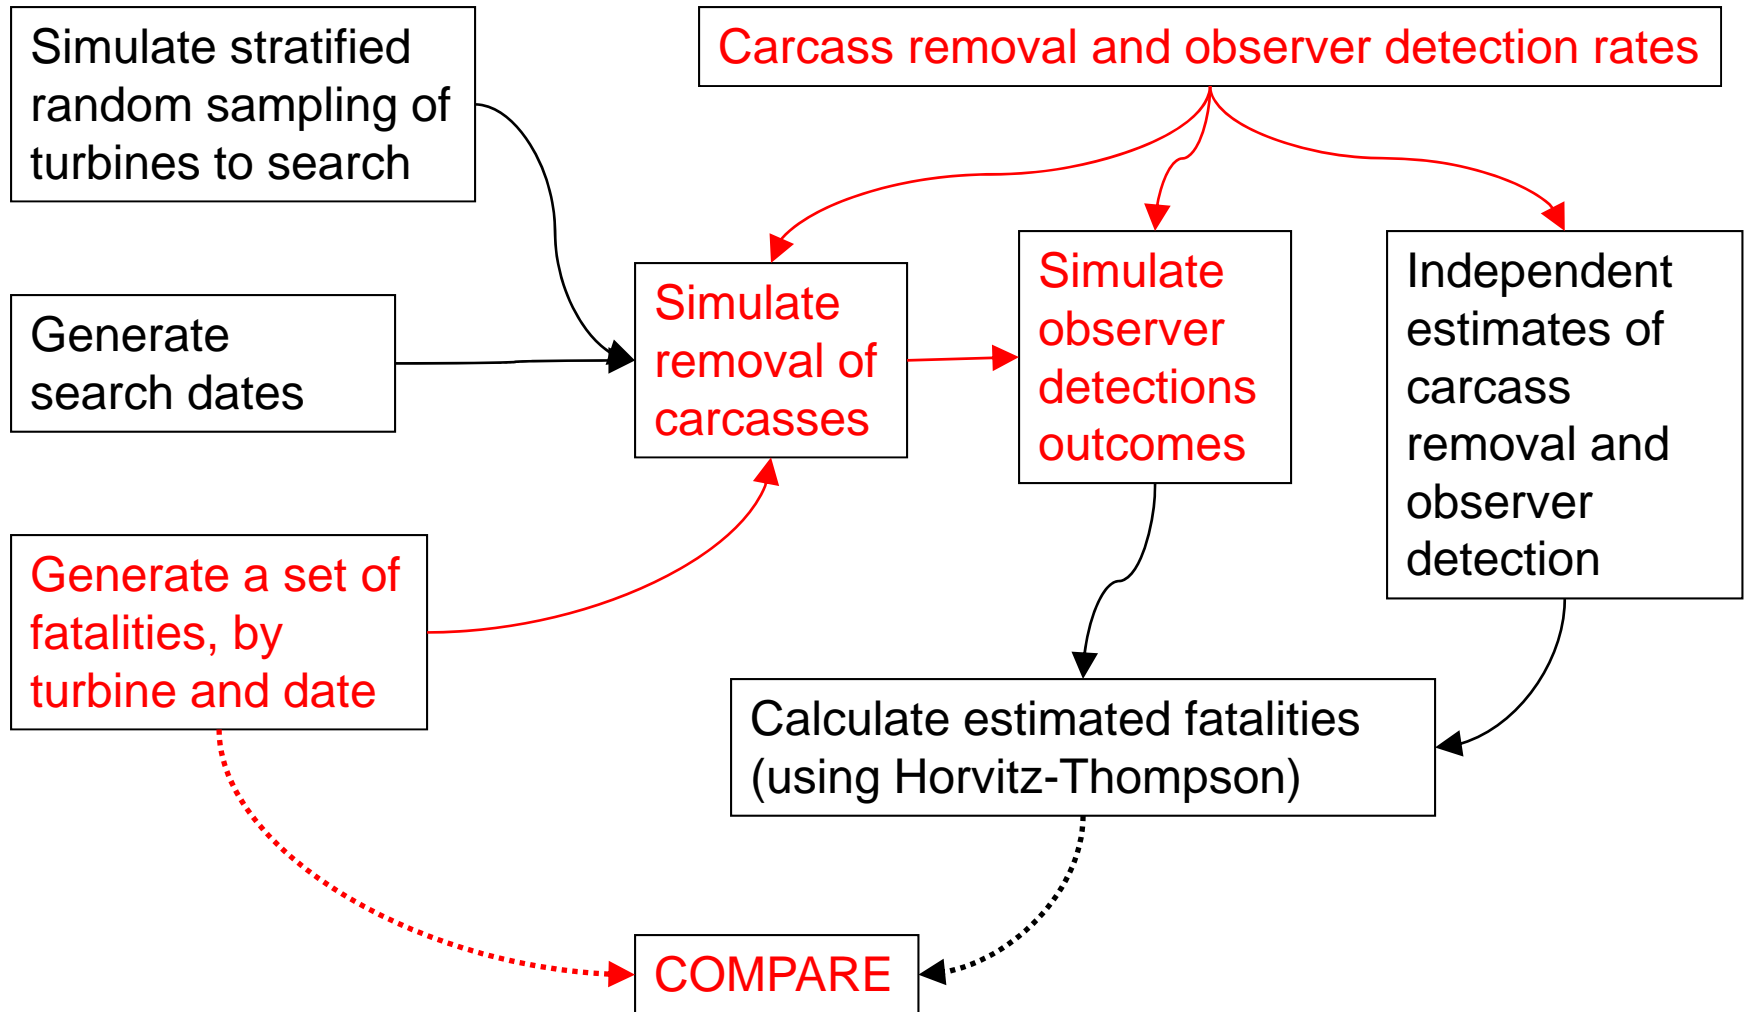 Simulate stratified
random sampling of
turbines to search
Carcass removal and observer detection rates
Generate
search dates
Simulate
removal of
carcasses
Simulate
observer
detections
outcomes
Independent
estimates of
carcass
removal and
observer
detection
Generate a set of
fatalities, by
turbine and date
Calculate estimated fatalities
(using Horvitz-Thompson)
COMPARE